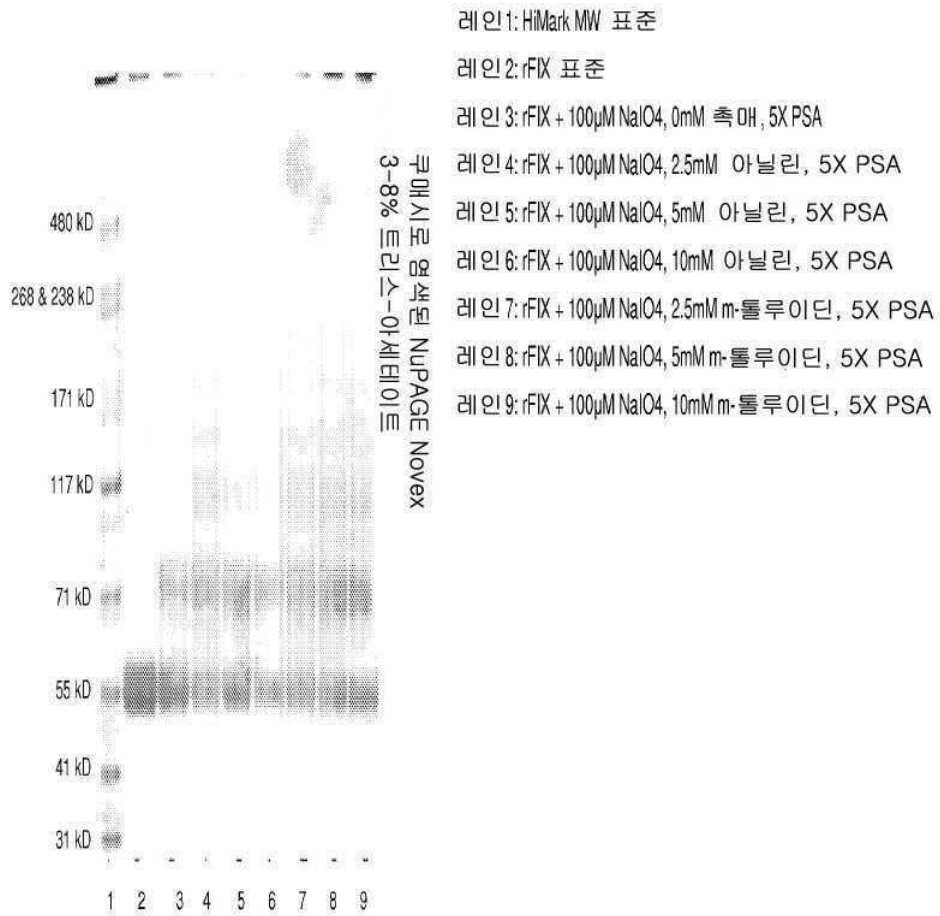 레인1: HiMark MW 표준
레인2: rFIX 표준
레인3: rFIX + 100µM NaIO4, 0mM 촉매, 5X PSA
레인4: rFIX + 100µM NaIO4, 2.5mM 아닐린, 5X PSA
레인5: rFIX + 100µM NaIO4, 5mM 아닐린, 5X PSA
레인6: rFIX + 100µM NaIO4, 10mM 아닐린, 5X PSA
레인7: rFIX + 100µM NaIO4, 2.5mM m-톨루이딘, 5X PSA
레인8: rFIX + 100µM NaIO4, 5mM m-톨루이딘, 5X PSA
레인9: rFIX + 100µM NaIO4, 10mM m-톨루이딘, 5X PSA
쿠매시로 염색된 NuPAGE Novex
3-8% 트리스-아세테이트
480 kD
268 & 238 kD
171 kD
117 kD
71 kD
55 kD
41 kD
31 kD
1 2 3 4 5 6 7 8 9